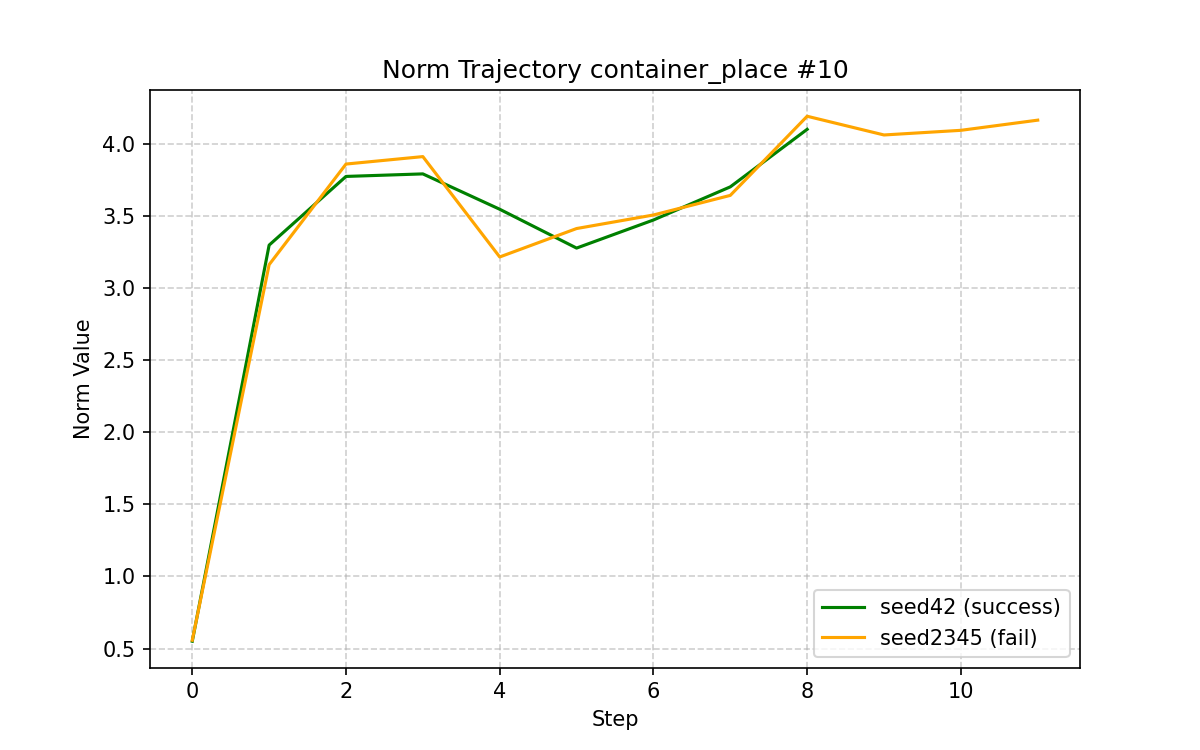 Norm Trajectory container_place #10
Norm Value
4.0
3.5
3.0
2.5
2.0
1.5
1.0
0.5
seed42 (success)
seed2345 (fail)
0 2 4 6 8 10
Step